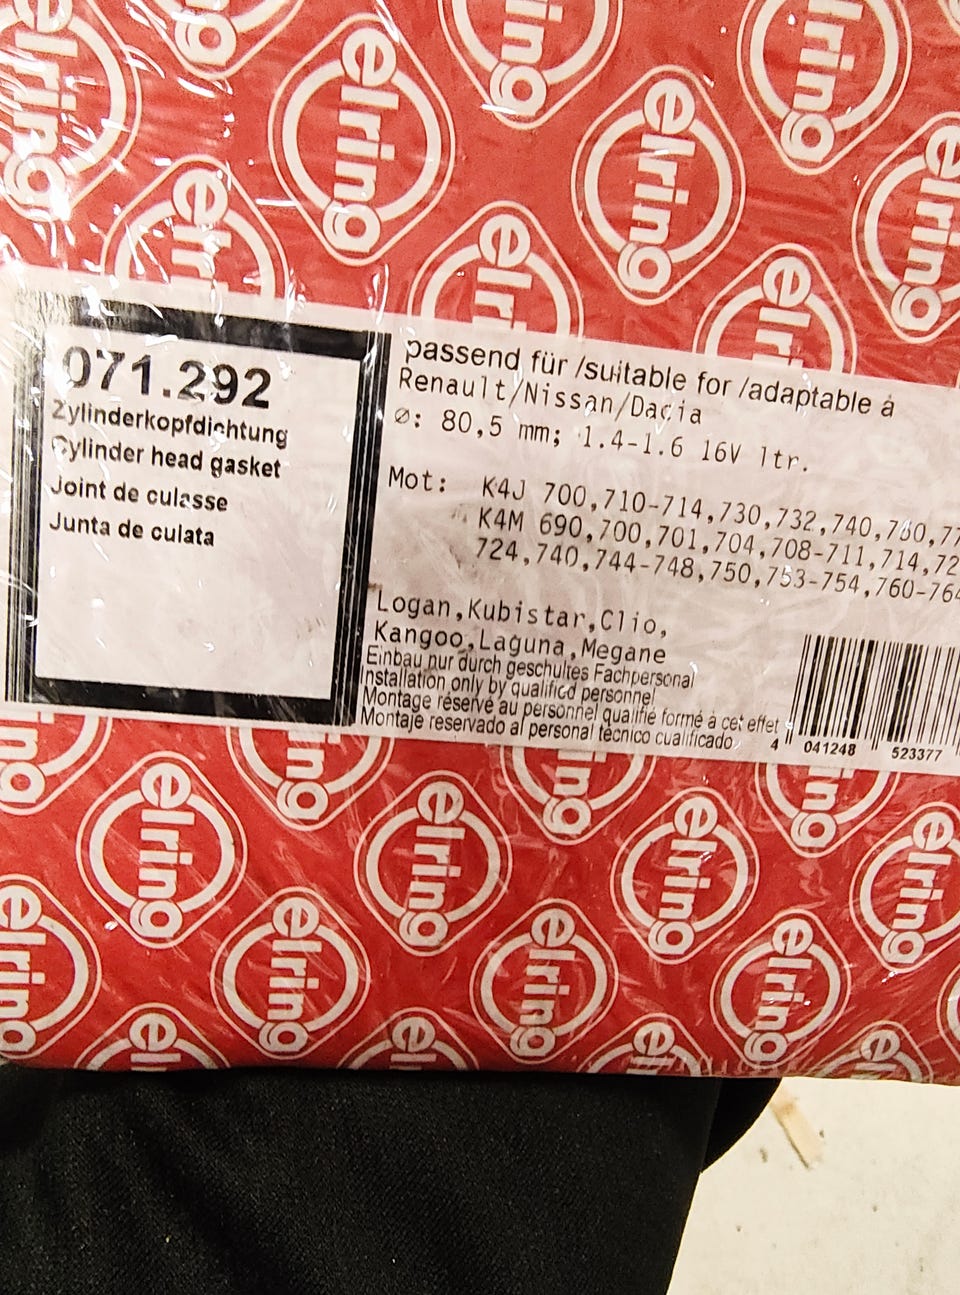 elring
071.292
Zylinderkopfdichtung
Cylinder head gasket
Joint de culasse
Junta de culata
passend für /suitable for /adaptable à
Renault/Nissan/Dacia
⌀: 80,5 mm; 1.4-1.6 16V ltr.
Mot: K4J 700,710-714,730,732,740,760,77
K4M 690,700,701,704,708-711,714,72
724,740,744-748,750,753-754,760-764
Logan,Kubistar,Clio,
Kangoo,Laguna,Megane
Einbau nur durch geschultes Fachpersonal
Installation only by qualified personnel
Montage réservé au personnel qualifié formé à cet effet
Montaje reservado al personal técnico cualificado
4 041248 523377